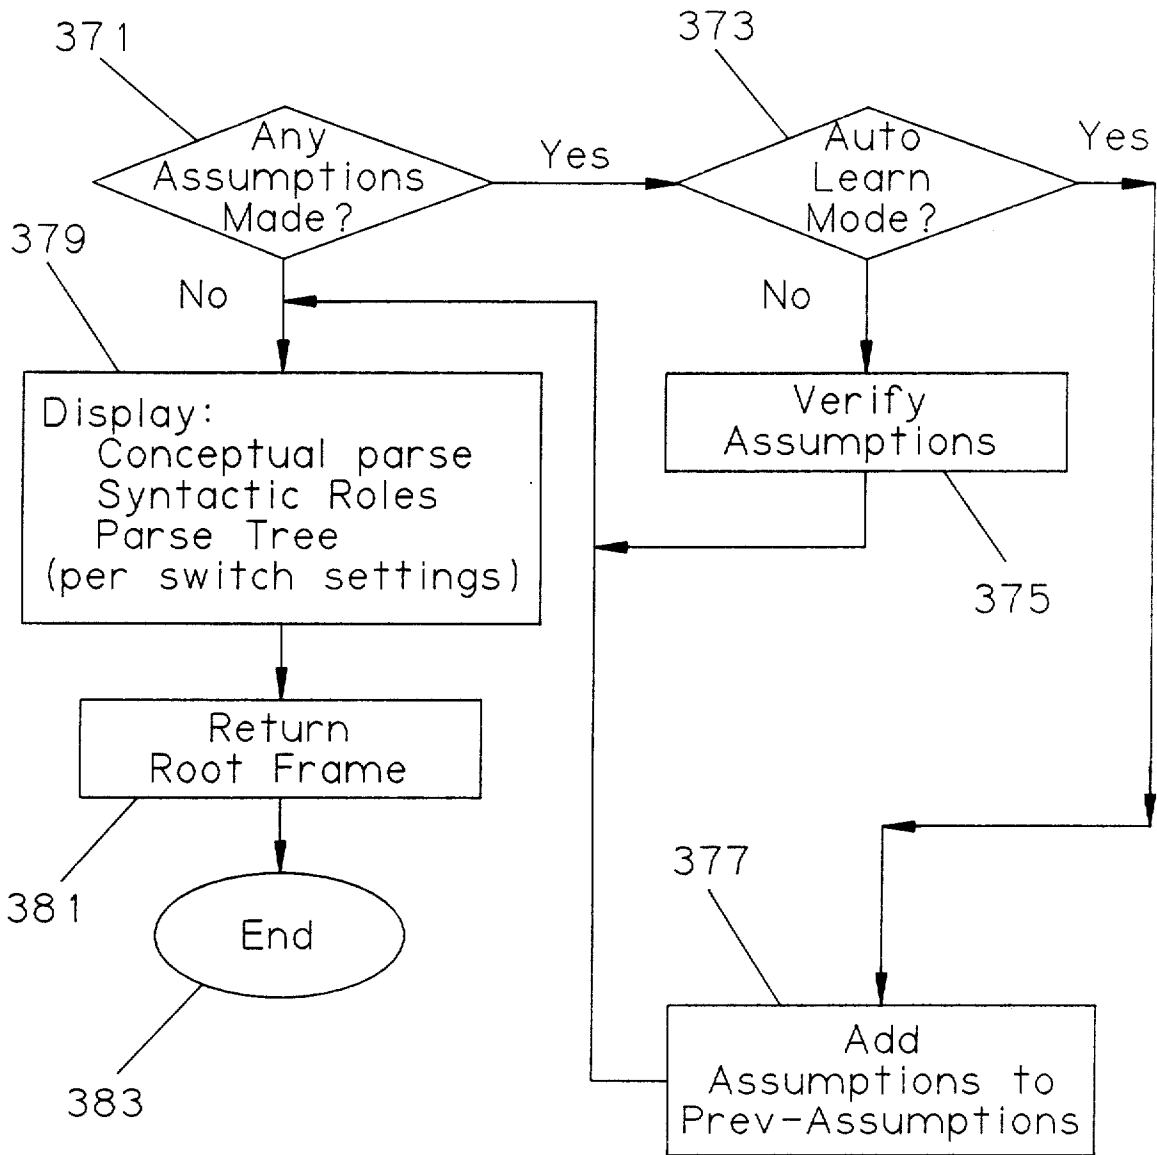 371
373
Any
Assumptions
Made?
Yes
Auto
Learn
Mode?
Yes
379
No
No
Display:
Conceptual parse
Syntactic Roles
Parse Tree
(per switch settings)
Verify
Assumptions
375
Return
Root Frame
381
377
End
383
Add
Assumptions to
Prev-Assumptions